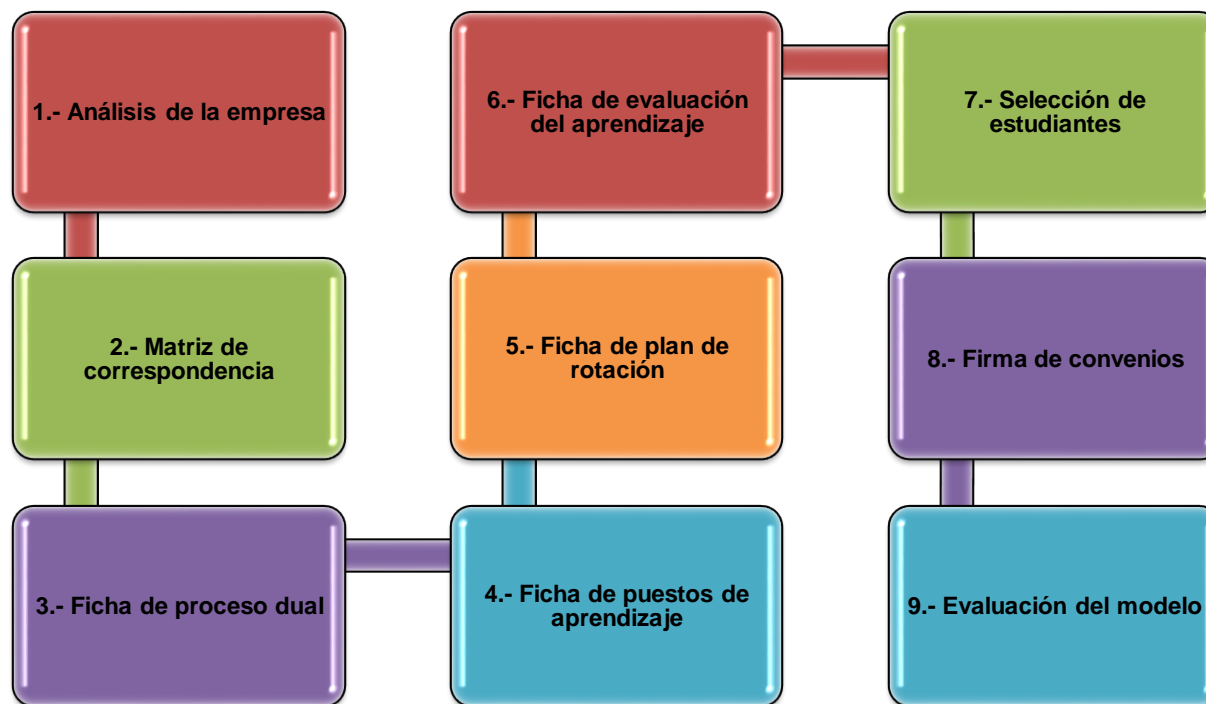 1.- Análisis de la empresa
2.- Matriz de
correspondencia
3.- Ficha de proceso dual
4.- Ficha de puestos de
aprendizaje
5.- Ficha de plan de
rotación
6.- Ficha de evaluación
del aprendizaje
7.- Selección de
estudiantes
8.- Firma de convenios
9.- Evaluación del modelo